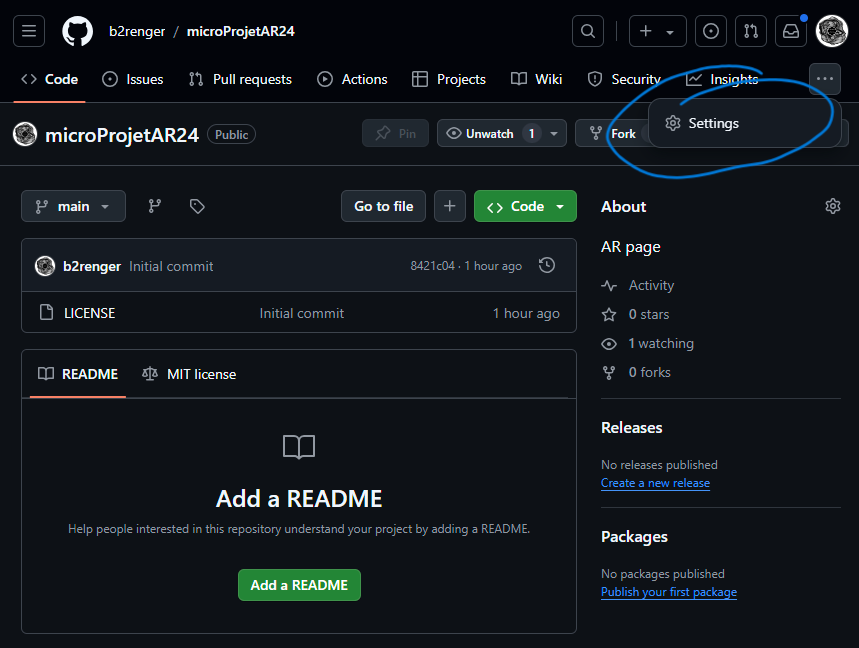 b2renger / microProjetAR24
Code Issues Pull requests Actions Projects Wiki Security Insights
Settings
microProjetAR24 Public Pin Unwatch 1 Fork
main Go to file Code
b2renger Initial commit 8421c04 · 1 hour ago
LICENSE Initial commit 1 hour ago
README MIT license
Add a README
Help people interested in this repository understand your project by adding a README.
Add a README
About
AR page
Activity
0 stars
1 watching
0 forks
Releases
No releases published
Create a new release
Packages
No packages published
Publish your first package